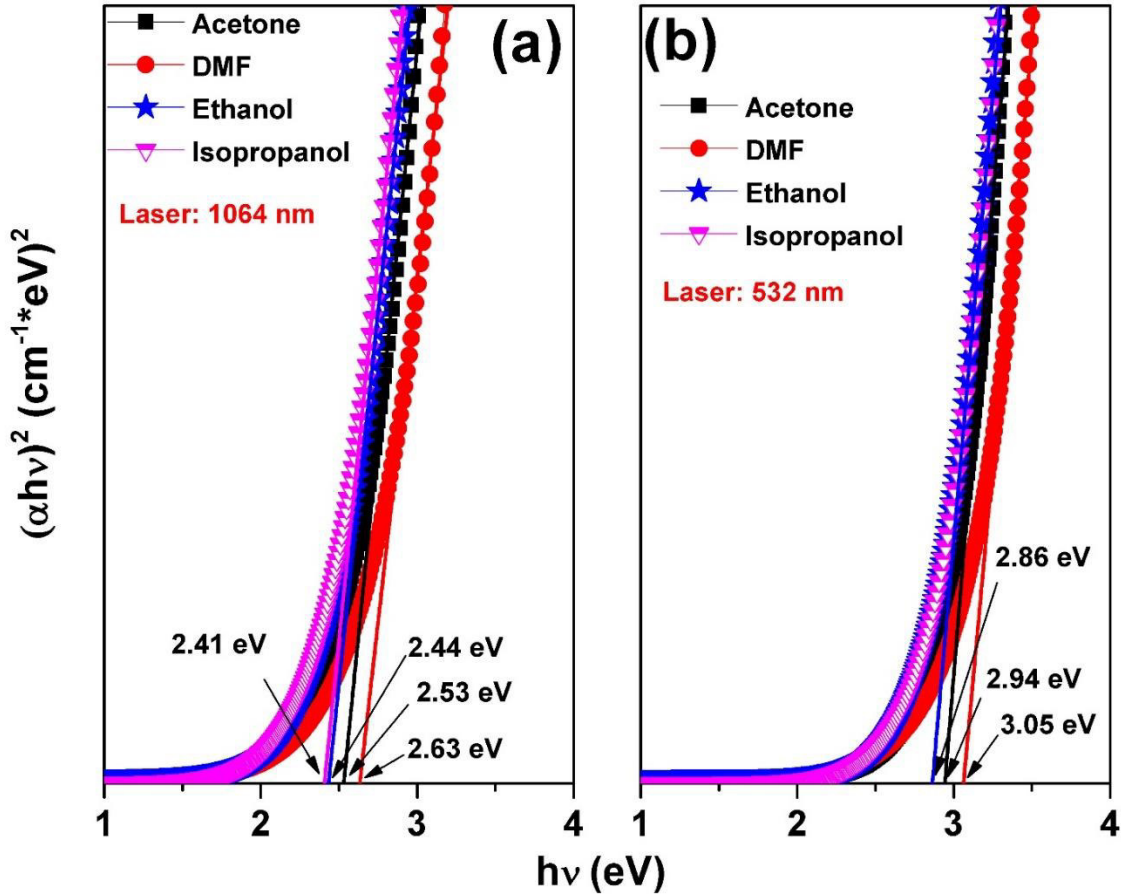 (αhν)² (cm⁻¹*eV)²
Acetone
DMF
Ethanol
Isopropanol
(a)
Laser: 1064 nm
2.41 eV
2.44 eV
2.53 eV
2.63 eV
1
2
3
4
(b)
Acetone
DMF
Ethanol
Isopropanol
Laser: 532 nm
2.86 eV
2.94 eV
3.05 eV
1
2
3
4
hν (eV)